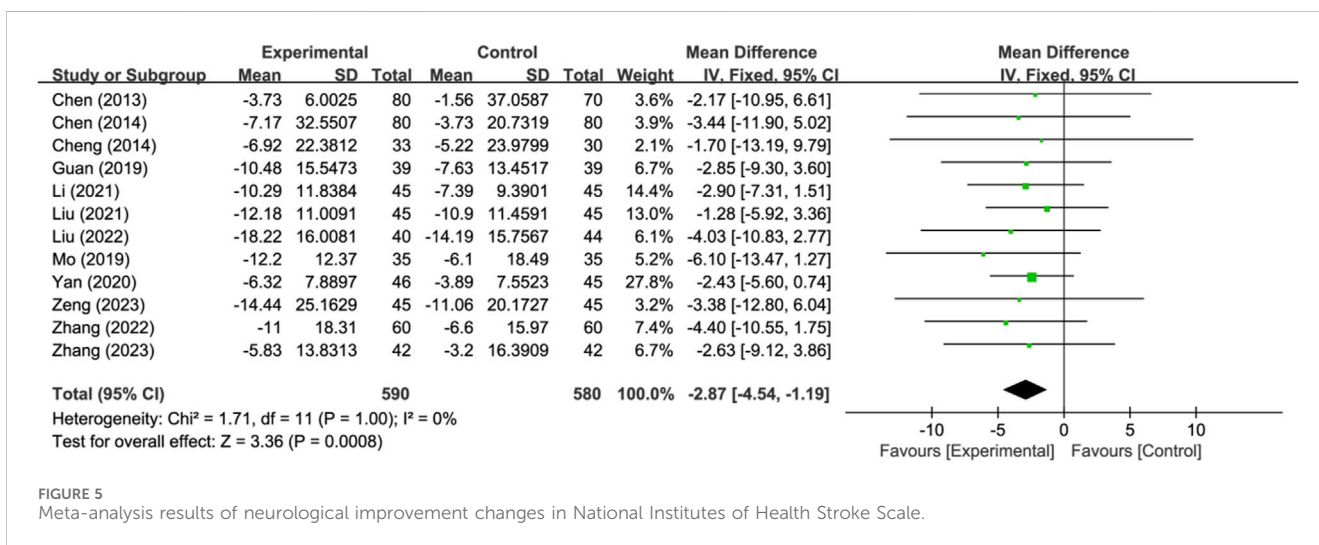 Experimental Control Mean Difference Mean Difference
Study or Subgroup Mean SD Total Mean SD Total Weight IV, Fixed, 95% CI IV, Fixed, 95% CI
Chen (2013) -3.73 6.0025 80 -1.56 37.0587 70 3.6% -2.17 [-10.95, 6.61]
Chen (2014) -7.17 32.5507 80 -3.73 20.7319 80 3.9% -3.44 [-11.90, 5.02]
Cheng (2014) -6.92 22.3812 33 -5.22 23.9799 30 2.1% -1.70 [-13.19, 9.79]
Guan (2019) -10.48 15.5473 39 -7.63 13.4517 39 6.7% -2.85 [-9.30, 3.60]
Li (2021) -10.29 11.8384 45 -7.39 9.3901 45 14.4% -2.90 [-7.31, 1.51]
Liu (2021) -12.18 11.0091 45 -10.9 11.4591 45 13.0% -1.28 [-5.92, 3.36]
Liu (2022) -18.22 16.0081 40 -14.19 15.7567 44 6.1% -4.03 [-10.83, 2.77]
Mo (2019) -12.2 12.37 35 -6.1 18.49 35 5.2% -6.10 [-13.47, 1.27]
Yan (2020) -6.32 7.8897 46 -3.89 7.5523 45 27.8% -2.43 [-5.60, 0.74]
Zeng (2023) -14.44 25.1629 45 -11.06 20.1727 45 3.2% -3.38 [-12.80, 6.04]
Zhang (2022) -11 18.31 60 -6.6 15.97 60 7.4% -4.40 [-10.55, 1.75]
Zhang (2023) -5.83 13.8313 42 -3.2 16.3909 42 6.7% -2.63 [-9.12, 3.86]
Total (95% CI) 590 580 100.0% -2.87 [-4.54, -1.19]
Heterogeneity: Chi² = 1.71, df = 11 (P = 1.00); I² = 0%
Test for overall effect: Z = 3.36 (P = 0.0008)
-10 -5 0 5 10
Favours [Experimental] Favours [Control]
FIGURE 5
Meta-analysis results of neurological improvement changes in National Institutes of Health Stroke Scale.